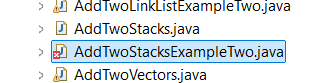 AddTwoLinkListExampleTwo.java
AddTwoStacks.java
AddTwoStacksExampleTwo.java
AddTwoVectors.java